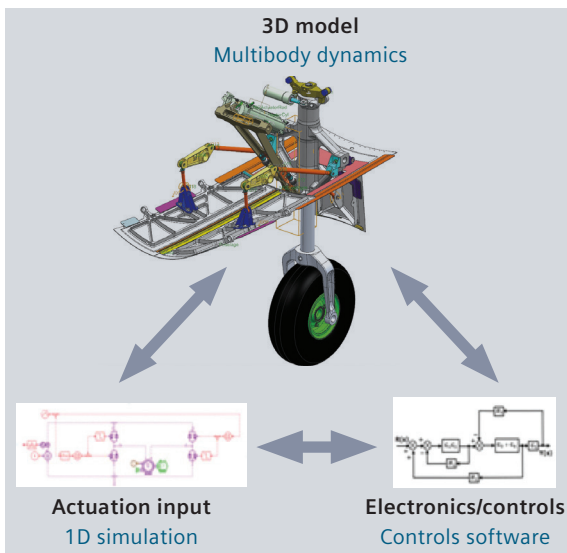 3D model
Multibody dynamics
Actuation input
1D simulation
Electronics/controls
Controls software